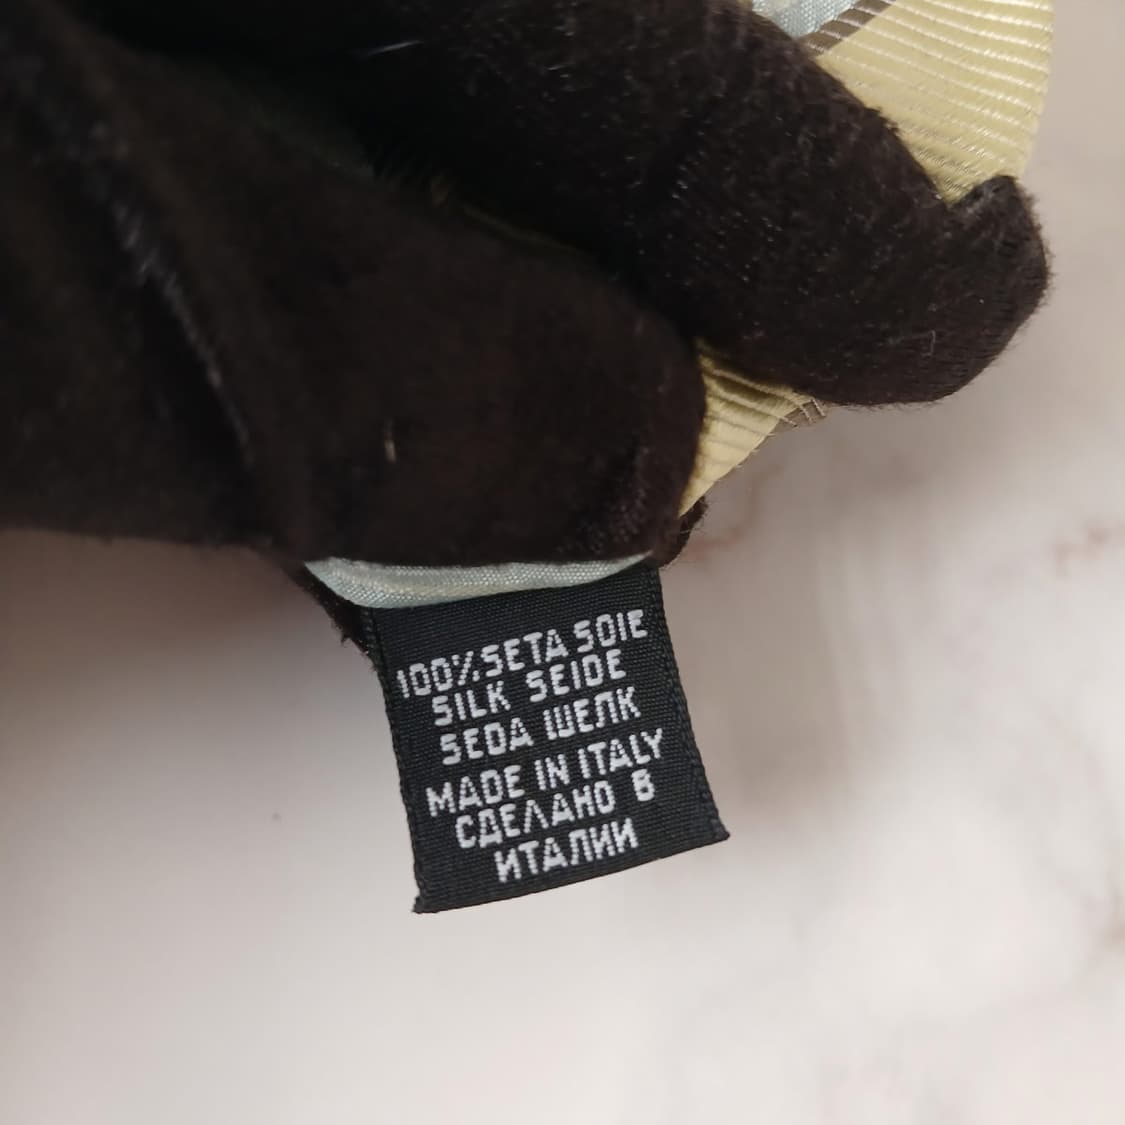 100% SETA SOIE
SILK SEIDE
SEDA ШЕЛК
MADE IN ITALY
СДЕЛАНО В
ИТАЛИИ